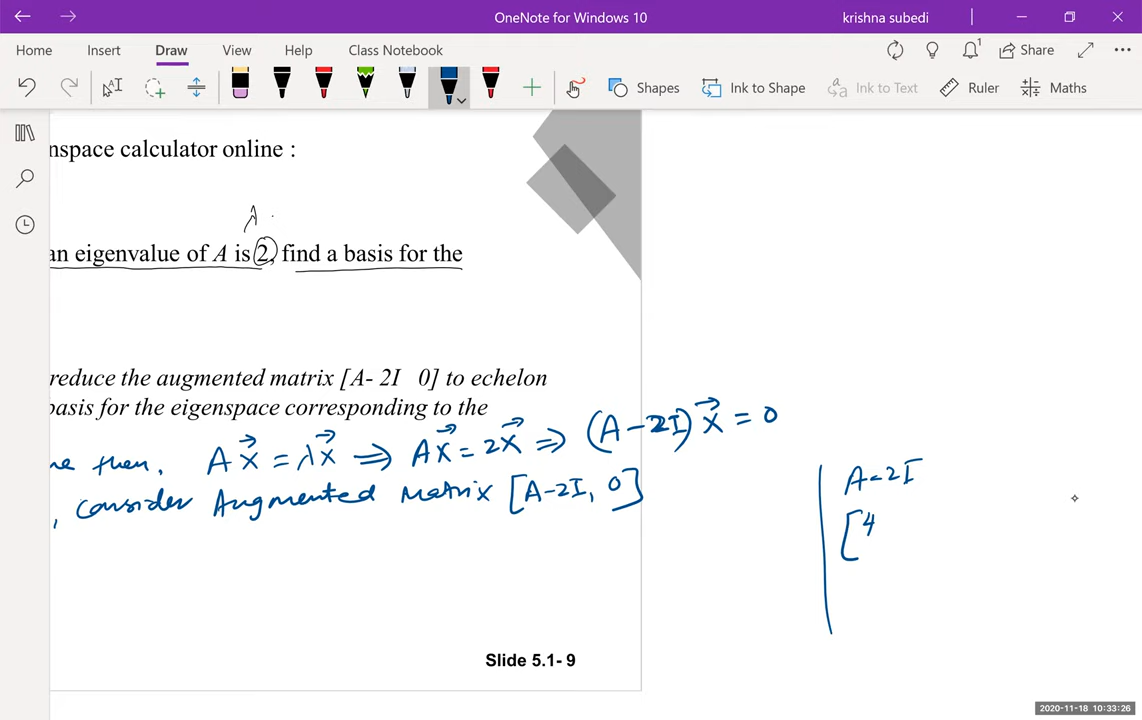 OneNote for Windows 10
krishna subedi
Home Insert Draw View Help Class Notebook
1 Share
Shapes Ink to Shape Ink to Text Ruler Maths
nspace calculator online :
λ
an eigenvalue of A is 2, find a basis for the
reduce the augmented matrix [A- 2I 0] to echelon
basis for the eigenspace corresponding to the
me then, A x⃗ = λx⃗ ⟹ Ax⃗ = 2x⃗ ⟹ (A-2I) x⃗ = 0
, consider Augmented Matrix [A-2I, 0]
A-2I
[4
Slide 5.1- 9
2020-11-18 10:33:26